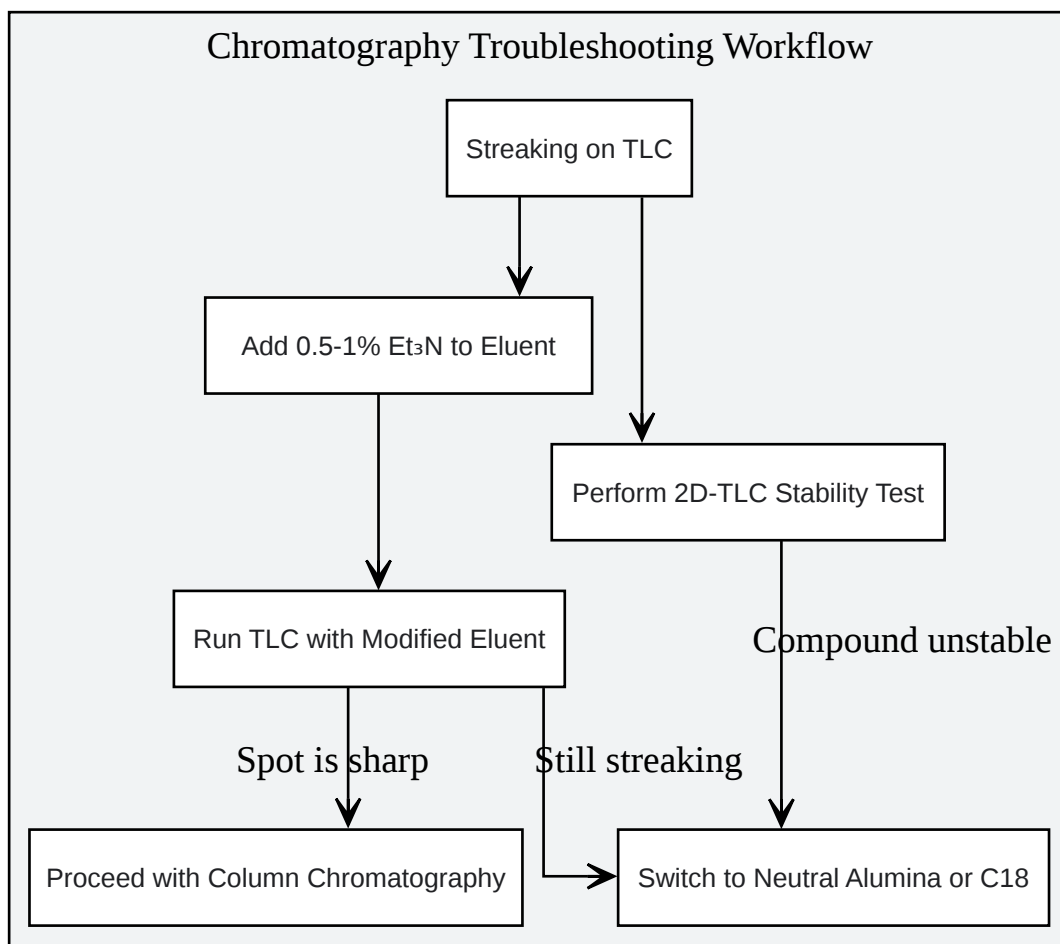 Chromatography Troubleshooting Workflow
Streaking on TLC
Add 0.5-1% Et₃N to Eluent
Perform 2D-TLC Stability Test
Run TLC with Modified Eluent
Compound unstable
Spot is sharp
Still streaking
Proceed with Column Chromatography
Switch to Neutral Alumina or C18